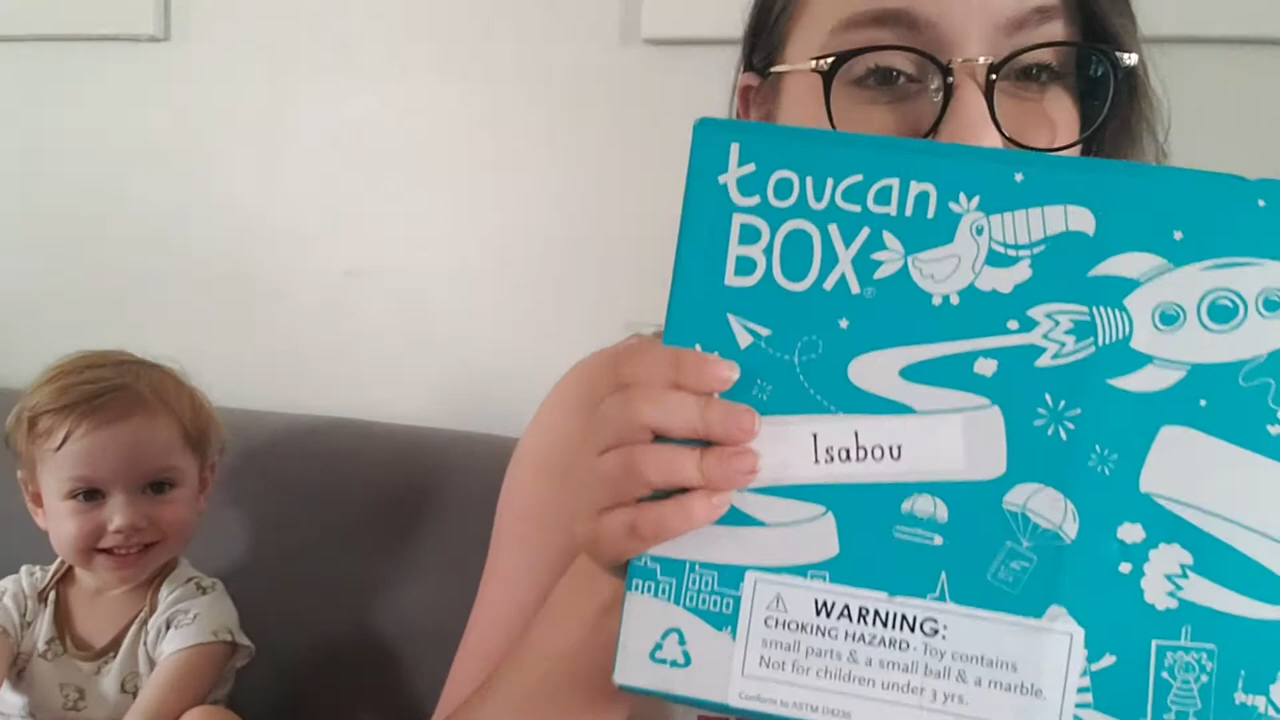 toucan
BOX®
Isabou
WARNING:
CHOKING HAZARD - Toy contains
small parts & a small ball & a marble.
Not for children under 3 yrs.
Conforms to ASTM D4236